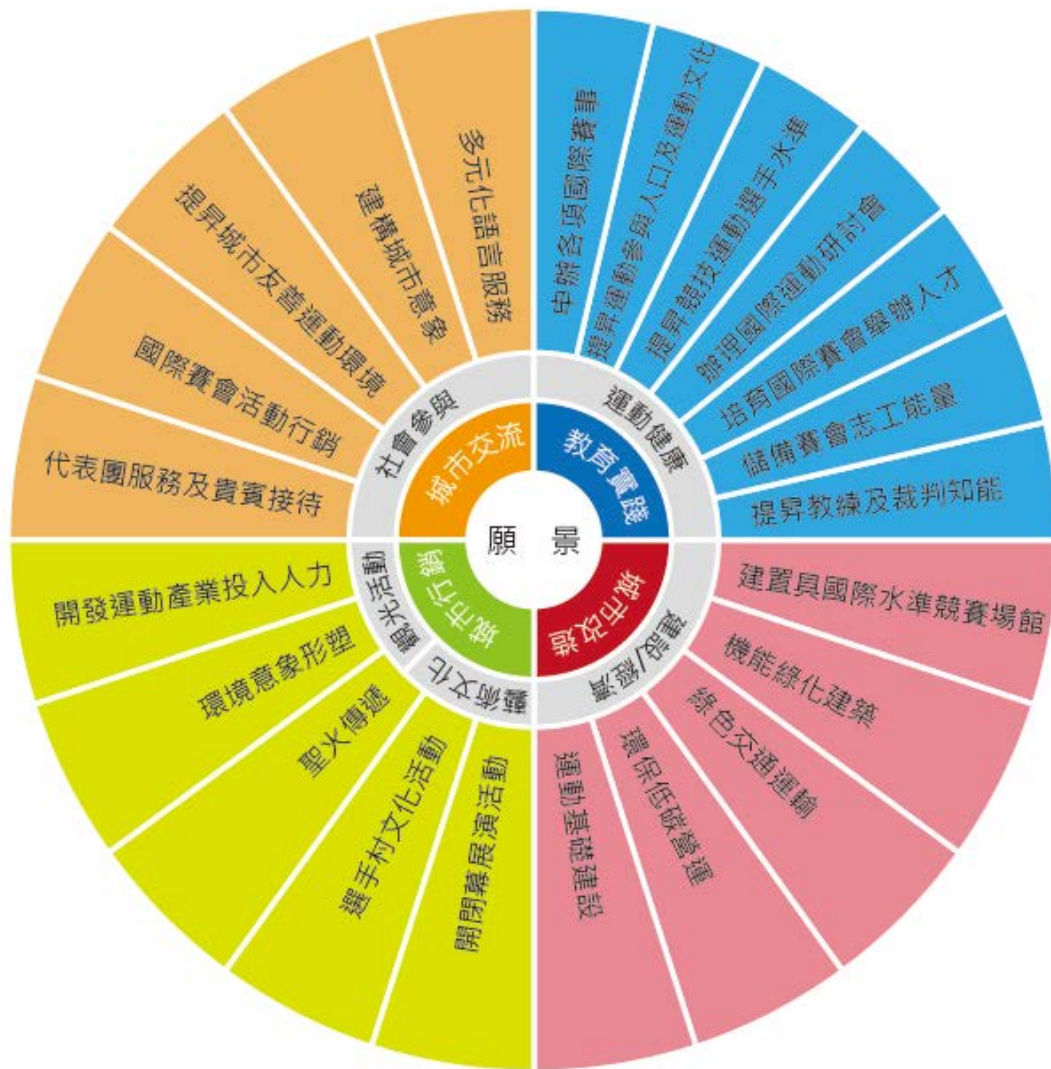 願 景
教育實踐
運動健康
申辦各項國際賽事
提昇運動參與人口及運動文化
提昇競技運動選手水準
辦理國際運動研討會
培育國際賽會舉辦人才
儲備賽會志工能量
提昇教練及裁判知能
城市改造
建設/經濟
建置具國際水準競賽場館
機能綠化建築
綠色交通運輸
環保低碳營運
運動基礎建設
城市行銷
藝術文化
觀光活動
開閉幕展演活動
選手村文化活動
聖火傳遞
環境意象形塑
開發運動產業投入人力
城市交流
社會參與
代表團服務及貴賓接待
國際賽會活動行銷
提昇城市友善運動環境
建構城市意象
多元化語言服務